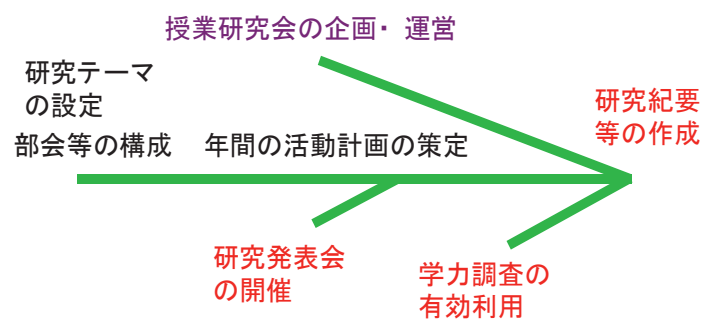 授業研究会の企画・ 運営
研究テーマ
の設定
部会等の構成
年間の活動計画の策定
研究紀要
等の作成
研究発表会
の開催
学力調査の
有効利用